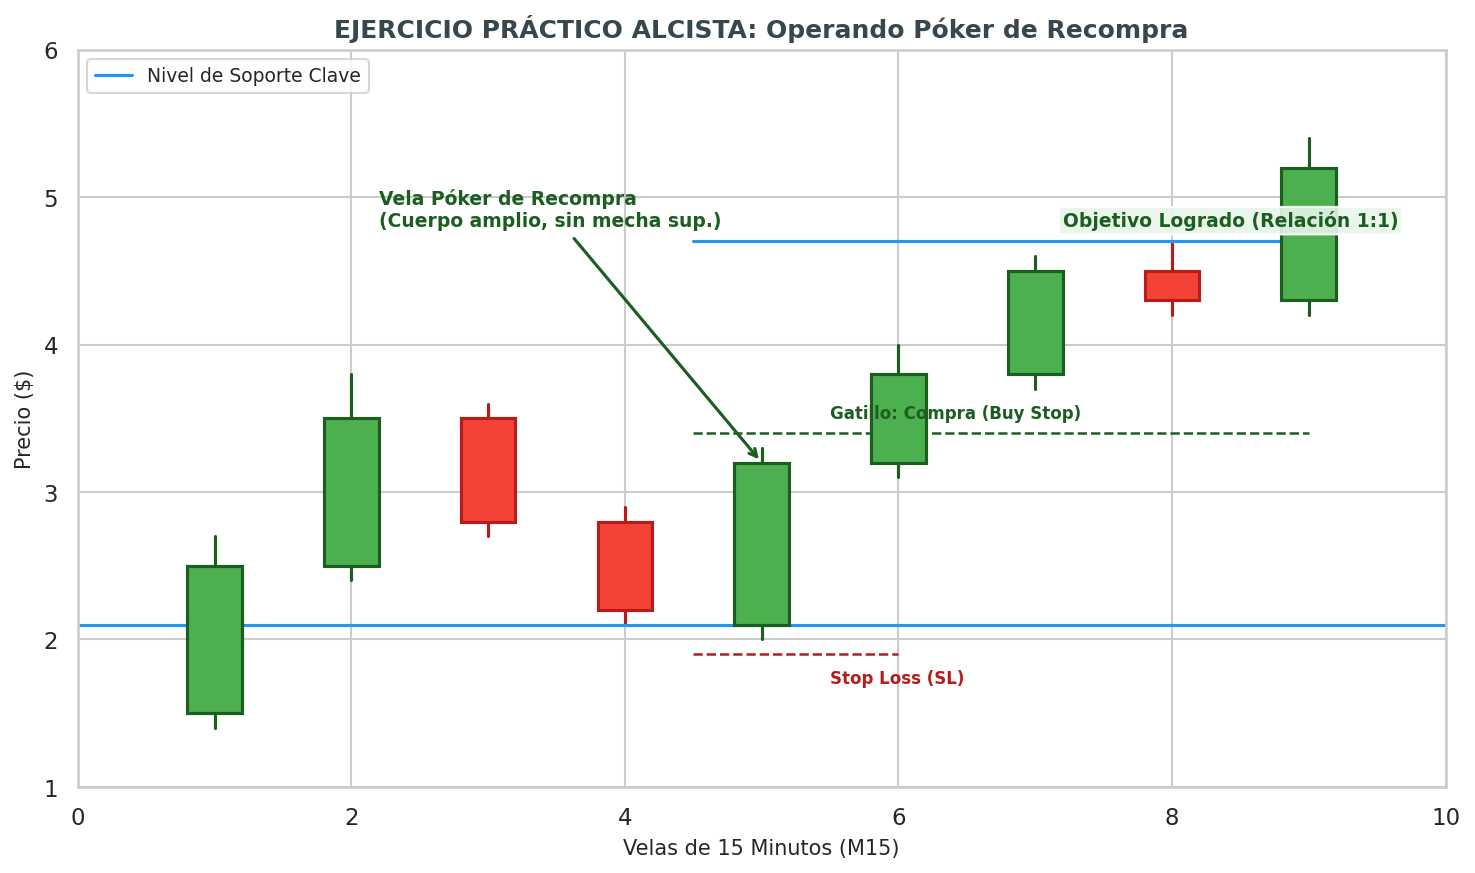 EJERCICIO PRÁCTICO ALCISTA: Operando Póker de Recompra
Nivel de Soporte Clave
Vela Póker de Recompra
(Cuerpo amplio, sin mecha sup.)
Objetivo Logrado (Relación 1:1)
Gatillo: Compra (Buy Stop)
Stop Loss (SL)
Precio ($)
6
5
4
3
2
1
0 2 4 6 8 10
Velas de 15 Minutos (M15)